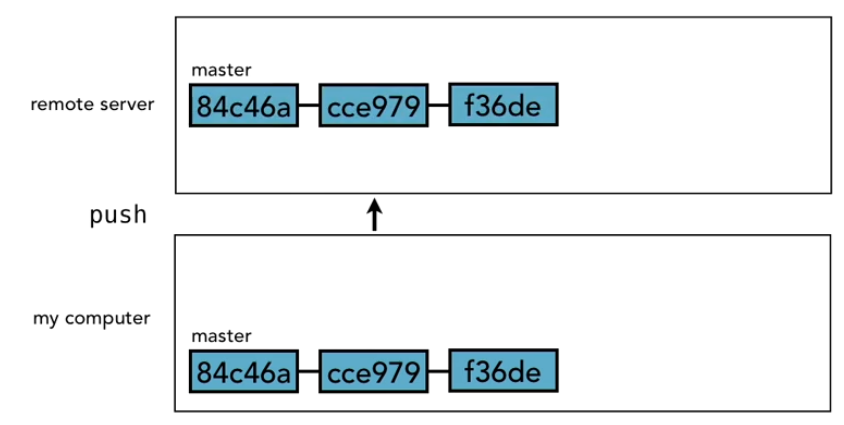 master
remote server
84c46a
cce979
f36de
push
my computer
master
84c46a
cce979
f36de